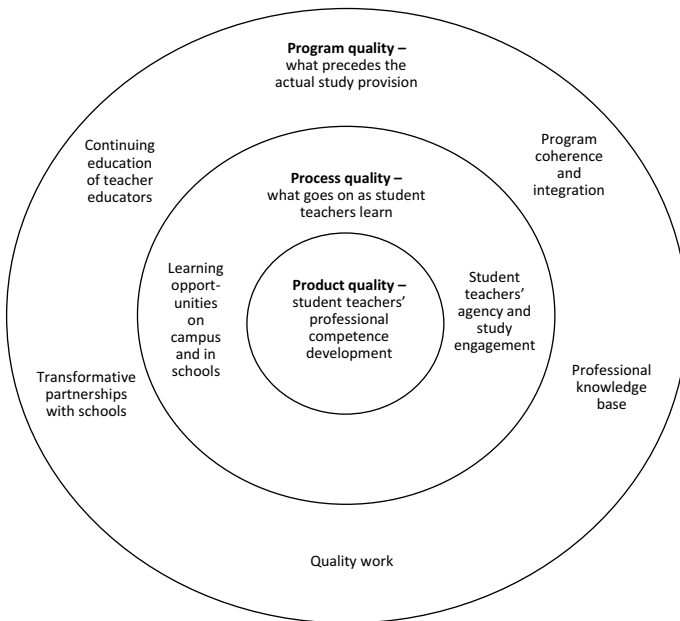 Program quality –
what precedes the
actual study provision
Continuing
education
of teacher
educators
Program
coherence
and
integration
Process quality –
what goes on as student
teachers learn
Learning
opport-
unities
on
campus
and in
schools
Product quality –
student teachers’
professional
competence
development
Student
teachers’
agency and
study
engagement
Transformative
partnerships
with schools
Professional
knowledge
base
Quality work